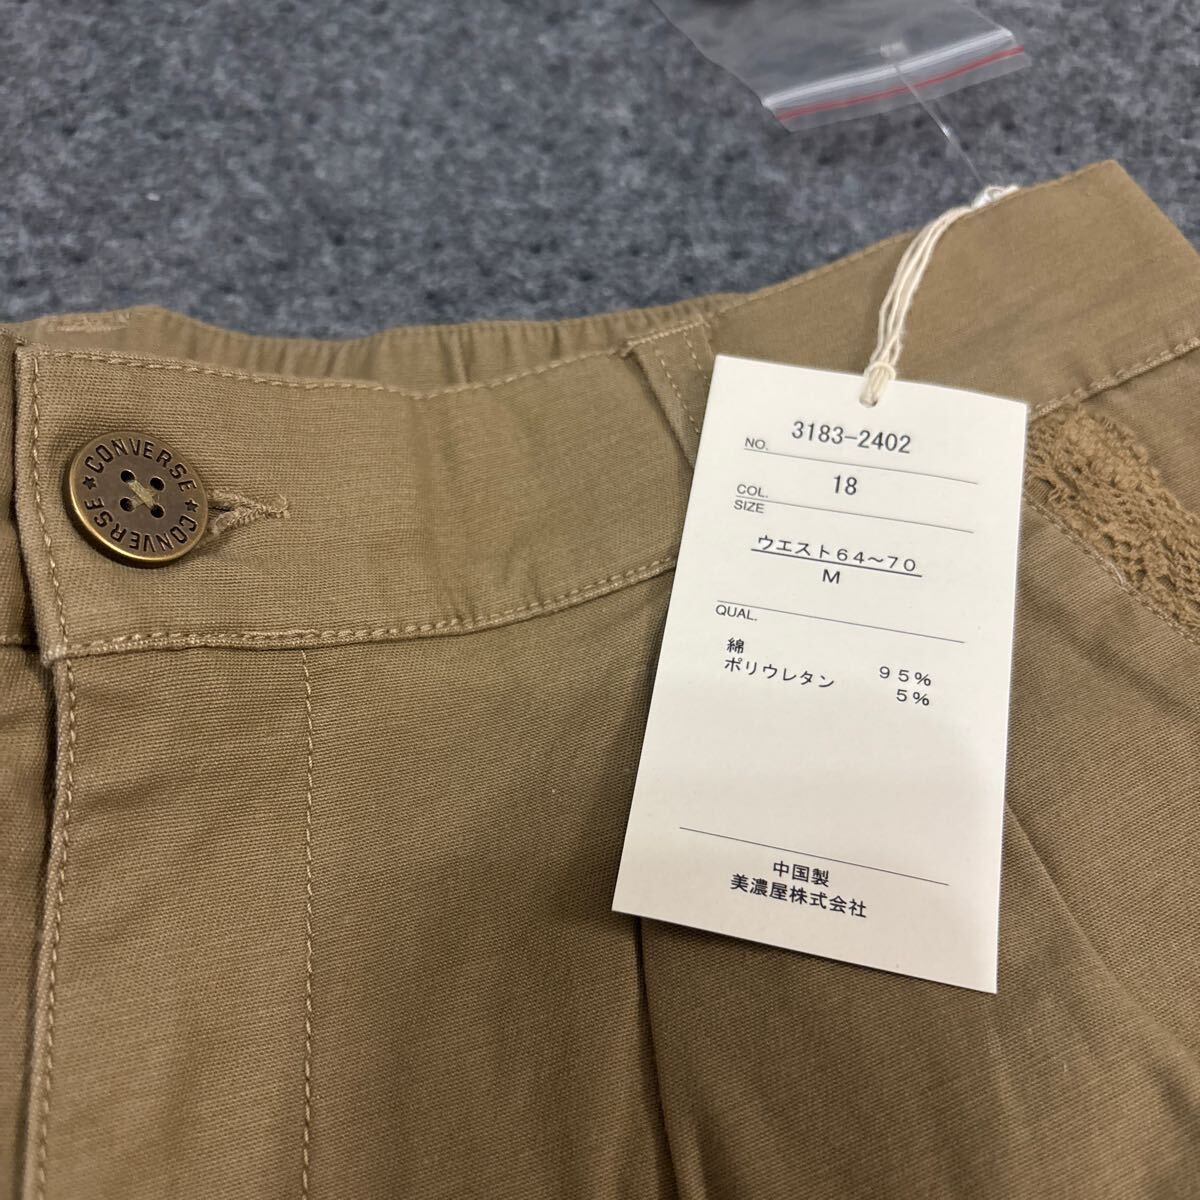 CONVERSE ★ CONVERSE ★
NO. 3183-2402
COL. 18
SIZE
ウエスト64〜70
M
QUAL.
綿 95%
ポリウレタン 5%
中国製
美濃屋株式会社